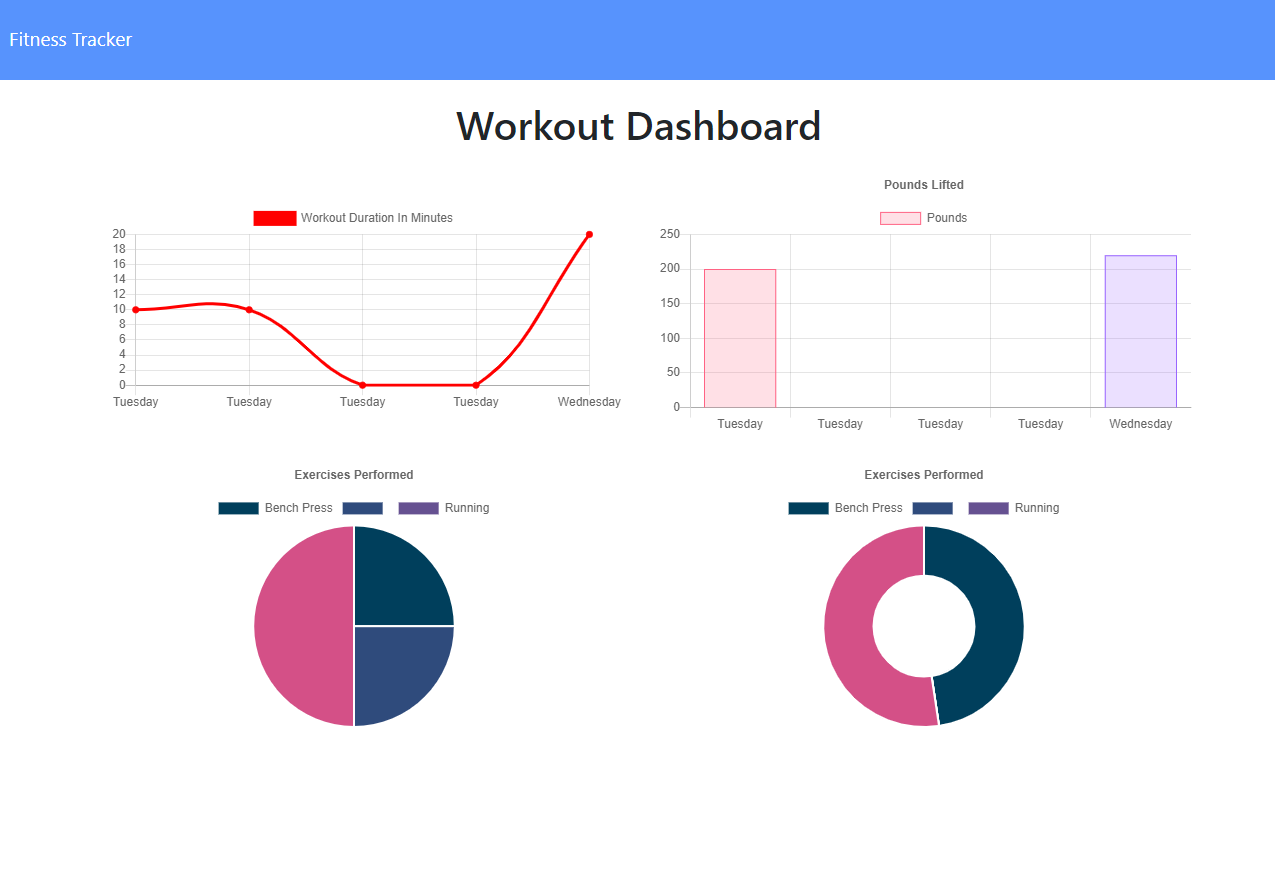 Fitness Tracker
Workout Dashboard
Workout Duration In Minutes
20
18
16
14
12
10
8
6
4
2
0
Tuesday Tuesday Tuesday Tuesday Wednesday
Pounds Lifted
Pounds
250
200
150
100
50
0
Tuesday Tuesday Tuesday Tuesday Wednesday
Exercises Performed
Bench Press Running
Exercises Performed
Bench Press Running